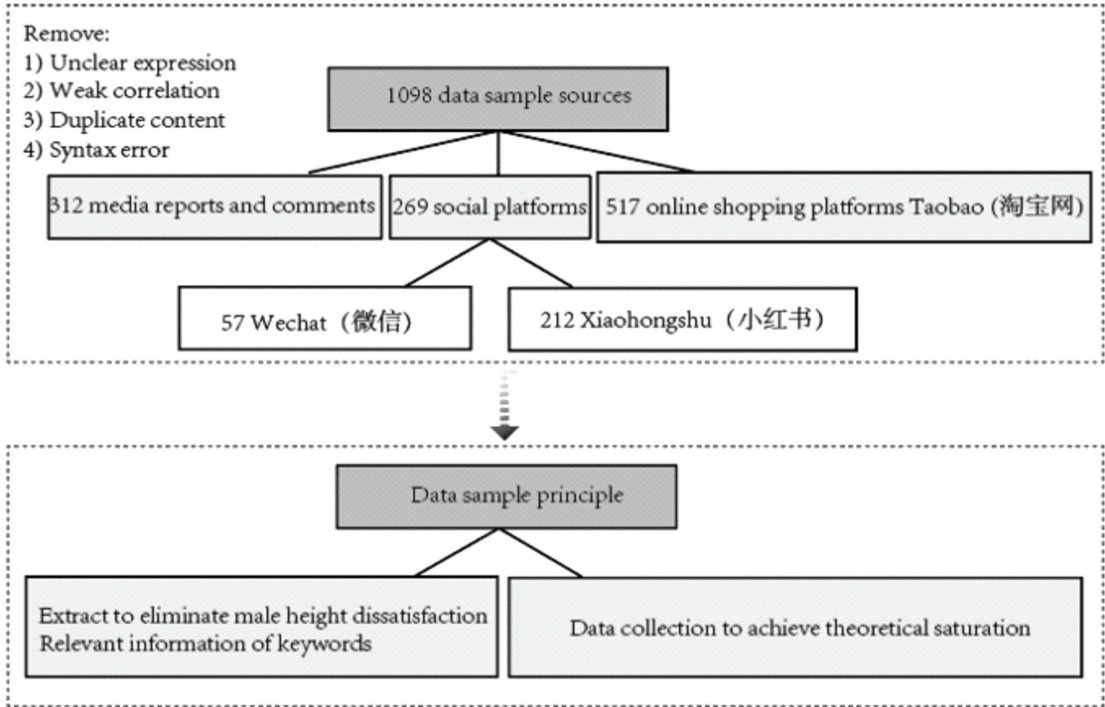 Remove:
1) Unclear expression
2) Weak correlation
3) Duplicate content
4) Syntax error
1098 data sample sources
312 media reports and comments
269 social platforms
517 online shopping platforms Taobao (淘宝网)
57 Wechat（微信）
212 Xiaohongshu（小红书）
Data sample principle
Extract to eliminate male height dissatisfaction
Relevant information of keywords
Data collection to achieve theoretical saturation